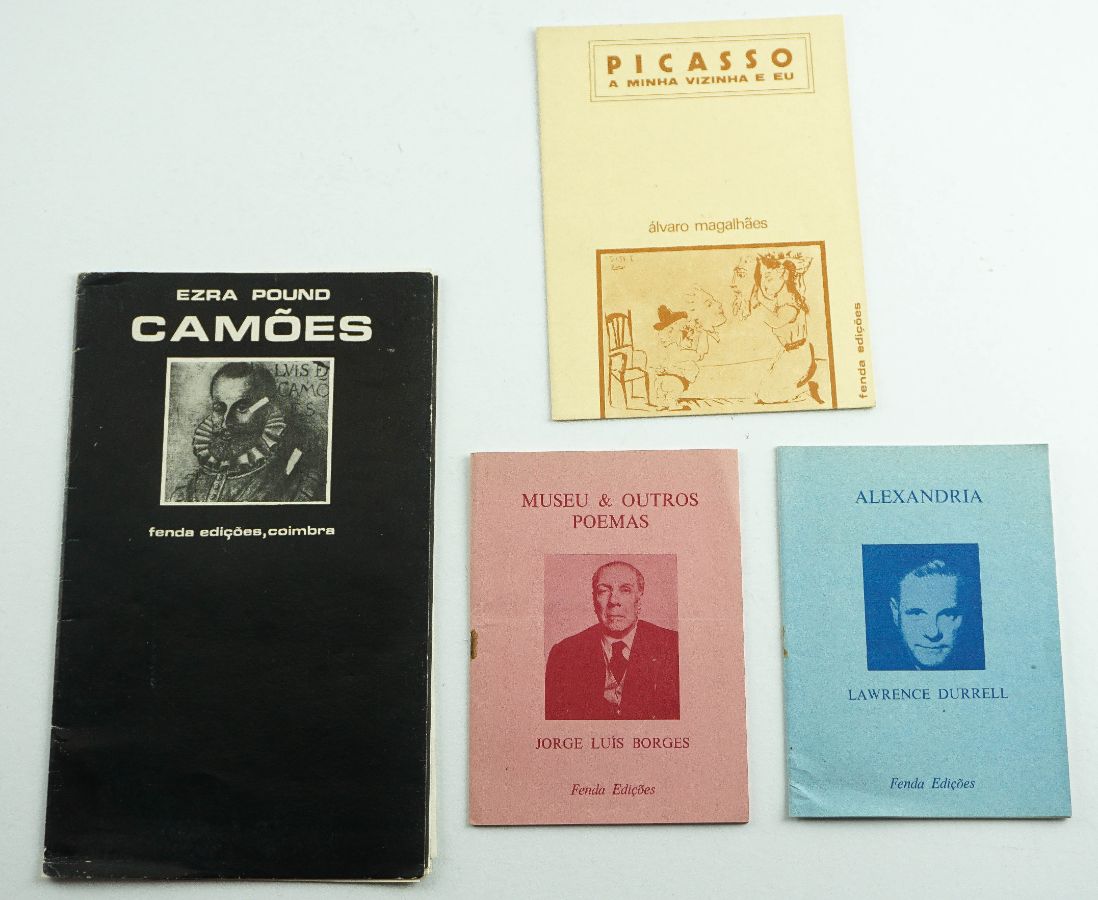 PICASSO
A MINHA VIZINHA E EU
álvaro magalhães
fenda edições
EZRA POUND
CAMÕES
LVIS D
CAMO
ES
fenda edições,coimbra
MUSEU & OUTROS
POEMAS
JORGE LUÍS BORGES
Fenda Edições
ALEXANDRIA
LAWRENCE DURRELL
Fenda Edições